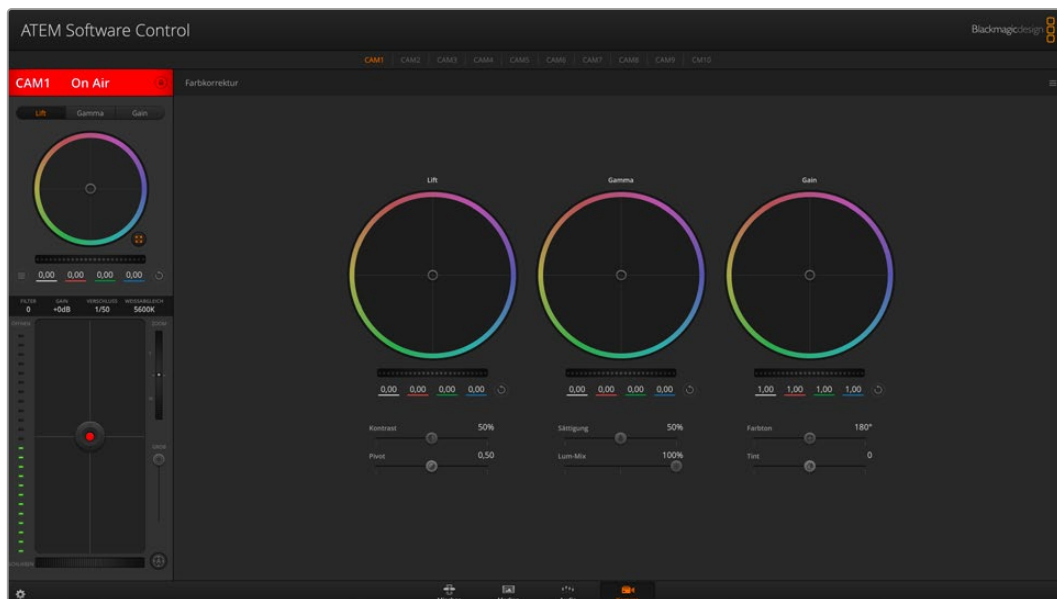 ATEM Software Control
Blackmagicdesign
CAM1 CAM2 CAM3 CAM4 CAM5 CAM6 CAM7 CAM8 CAM9 CM10
CAM1 On Air
Farbkorrektur
Lift Gamma Gain
Lift Gamma Gain
0,00 0,00 0,00 0,00
FILTER GAIN VERSCHLUSS WEISSABGLEICH
0 +0dB 1/50 5600K
ZOOM
0,00 0,00 0,00 0,00
0,00 0,00 0,00 0,00
1,00 1,00 1,00 1,00
Kontrast 50%
Sättigung 50%
Farbton 180°
Pivot 0,50
Lum-Mix 100%
Tint 0
GROB